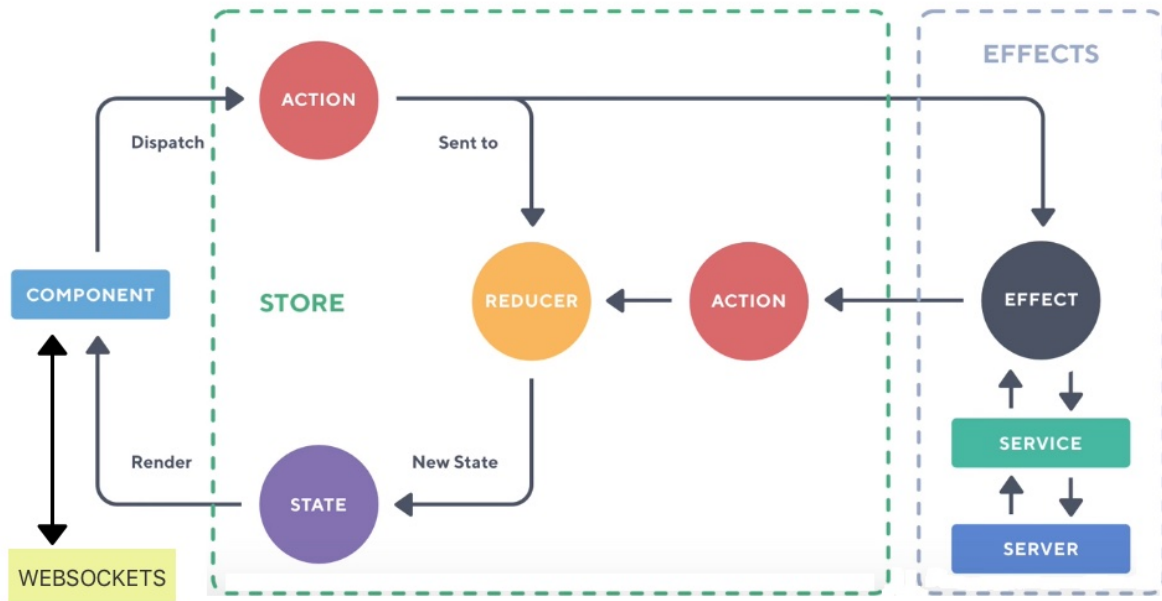 EFFECTS
ACTION
Dispatch
Sent to
COMPONENT
STORE
REDUCER
ACTION
EFFECT
SERVICE
Render
New State
STATE
SERVER
WEBSOCKETS